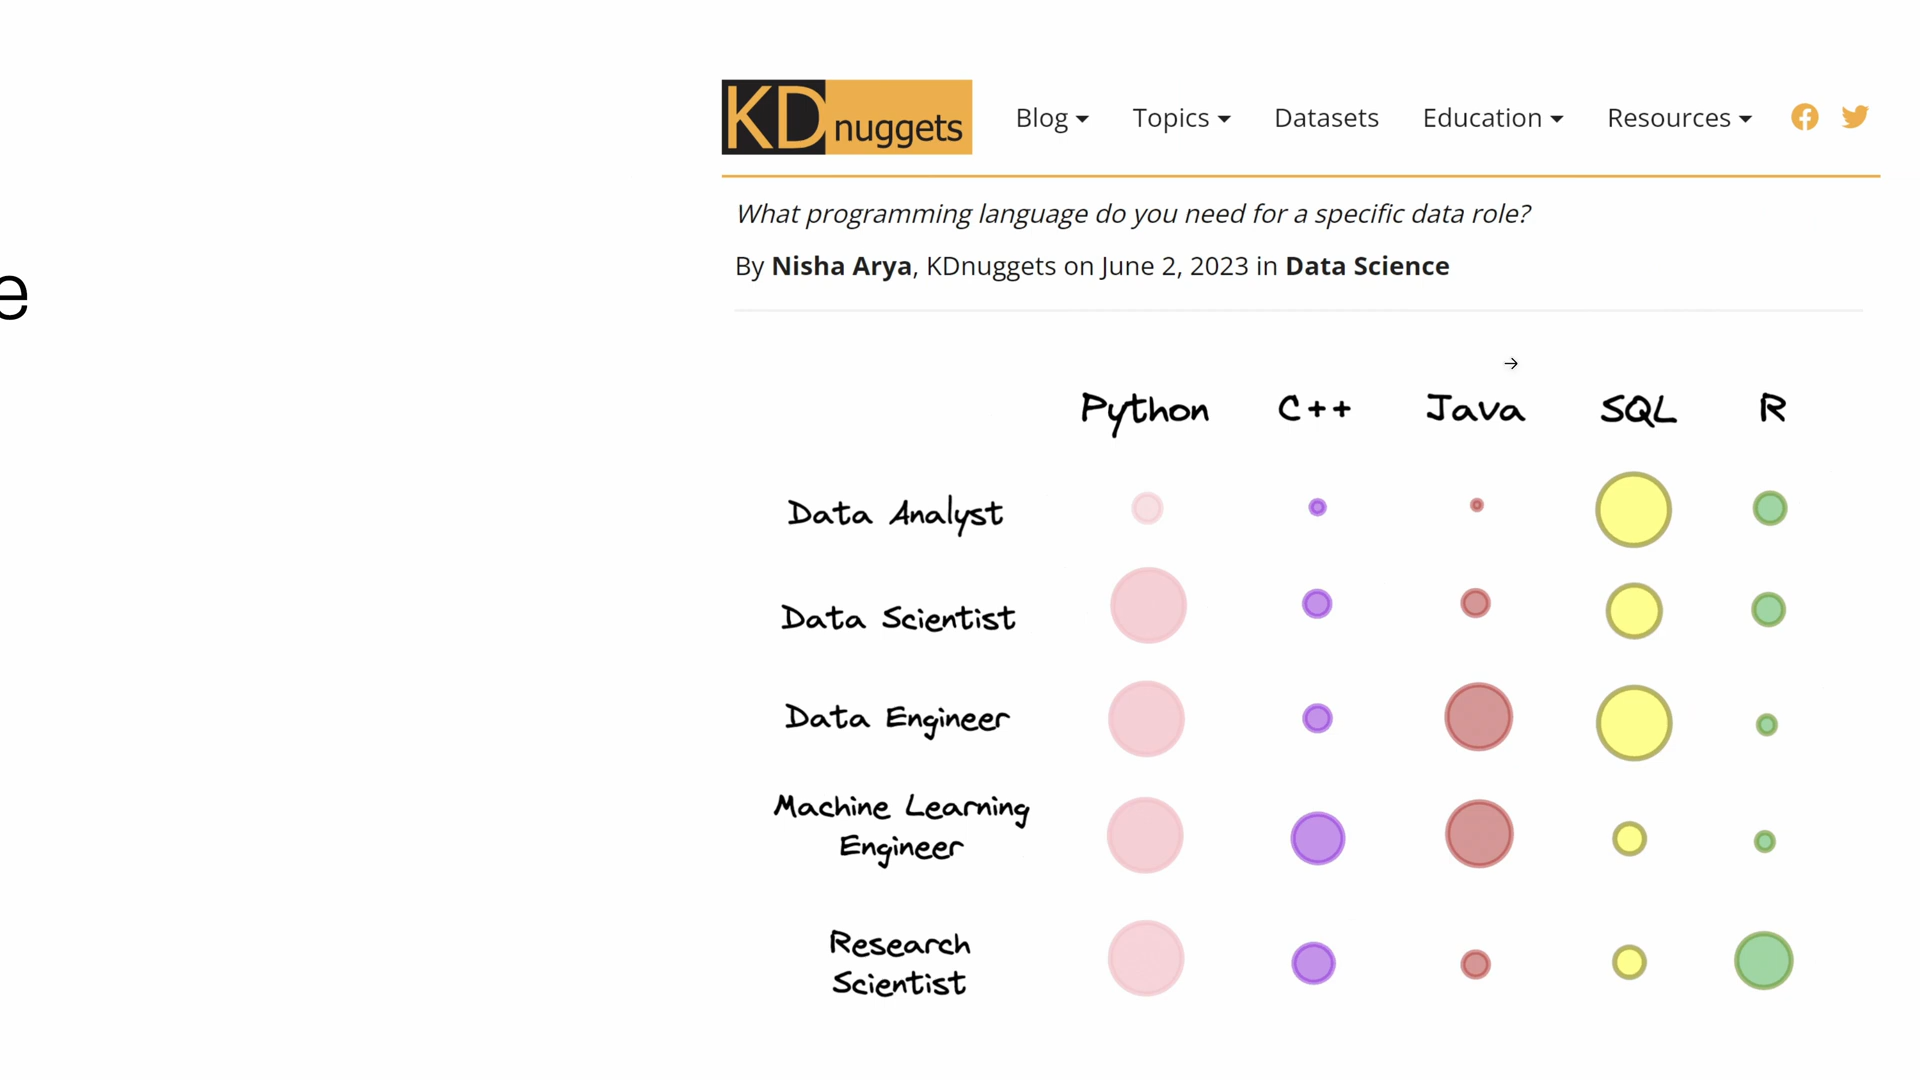 e
KDnuggets Blog Topics Datasets Education Resources
What programming language do you need for a specific data role?
By Nisha Arya, KDnuggets on June 2, 2023 in Data Science
Python C++ Java SQL R
Data Analyst
Data Scientist
Data Engineer
Machine Learning
Engineer
Research
Scientist